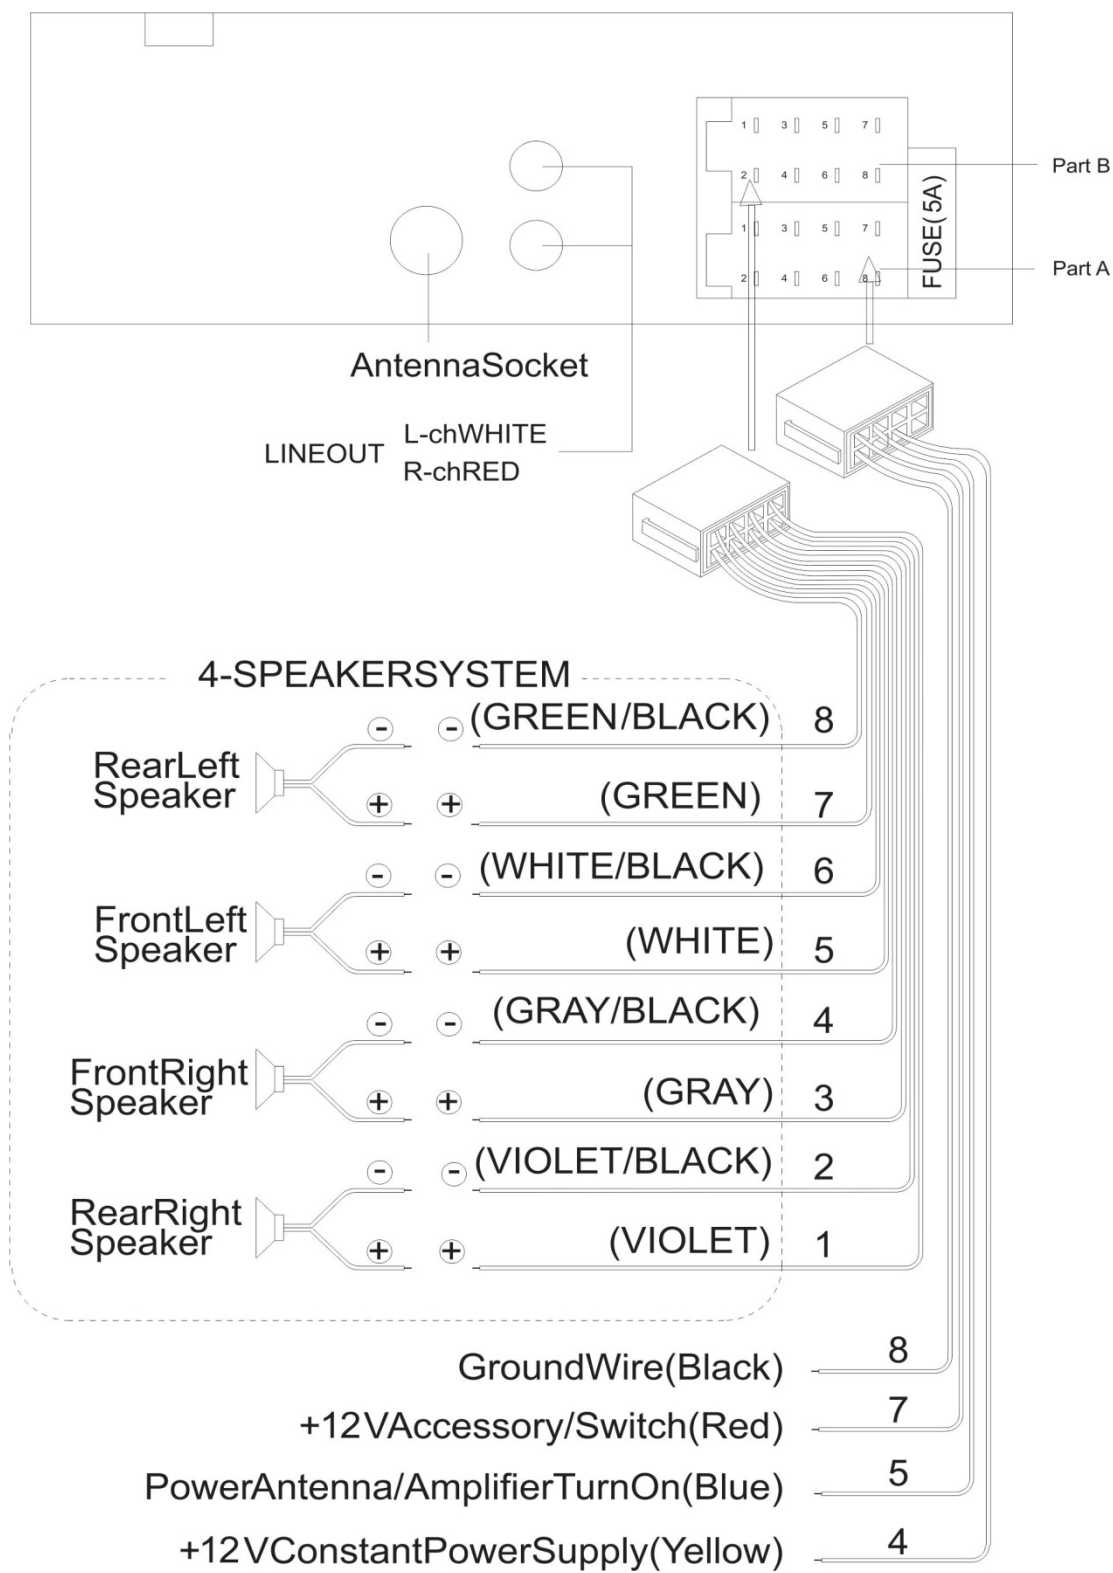 1 3 5 7
2 4 6 8
Part B
1 3 5 7
2 4 6 8
Part A
FUSE(5A)
AntennaSocket
LINEOUT
L-chWHITE
R-chRED
4-SPEAKERSYSTEM
RearLeft
Speaker
- - (GREEN/BLACK) 8
+ + (GREEN) 7
FrontLeft
Speaker
- - (WHITE/BLACK) 6
+ + (WHITE) 5
FrontRight
Speaker
- - (GRAY/BLACK) 4
+ + (GRAY) 3
RearRight
Speaker
- - (VIOLET/BLACK) 2
+ + (VIOLET) 1
GroundWire(Black) 8
+12VAccessory/Switch(Red) 7
PowerAntenna/AmplifierTurnOn(Blue) 5
+12VConstantPowerSupply(Yellow) 4